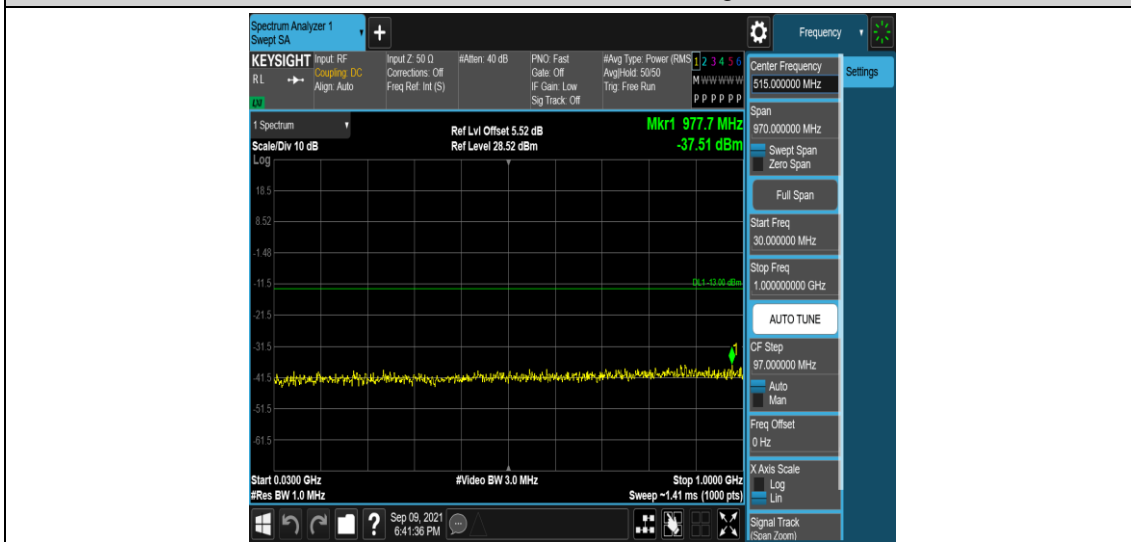 Spectrum Analyzer 1
Swept SA
+
Frequency
KEYSIGHT
RL
LXI
Input: RF
Coupling: DC
Align: Auto
Input Z: 50 Ω
Corrections: Off
Freq Ref: Int (S)
#Atten: 40 dB
PNO: Fast
Gate: Off
IF Gain: Low
Sig Track: Off
#Avg Type: Power (RMS
Avg|Hold: 50/50
Trig: Free Run
1 2 3 4 5 6
M W W W W W
P P P P P P
1 Spectrum
Scale/Div 10 dB
Log
Ref Lvl Offset 5.52 dB
Ref Level 28.52 dBm
Mkr1 977.7 MHz
-37.51 dBm
18.5
8.52
-1.48
-11.5
DL1 -13.00 dBm
-21.5
-31.5
1
-41.5
-51.5
-61.5
Start 0.0300 GHz
#Res BW 1.0 MHz
#Video BW 3.0 MHz
Stop 1.0000 GHz
Sweep ~1.41 ms (1000 pts)
?
Sep 09, 2021
6:41:36 PM
Center Frequency
515.000000 MHz
Settings
Span
970.000000 MHz
Swept Span
Zero Span
Full Span
Start Freq
30.000000 MHz
Stop Freq
1.000000000 GHz
AUTO TUNE
CF Step
97.000000 MHz
Auto
Man
Freq Offset
0 Hz
X Axis Scale
Log
Lin
Signal Track
(Span Zoom)